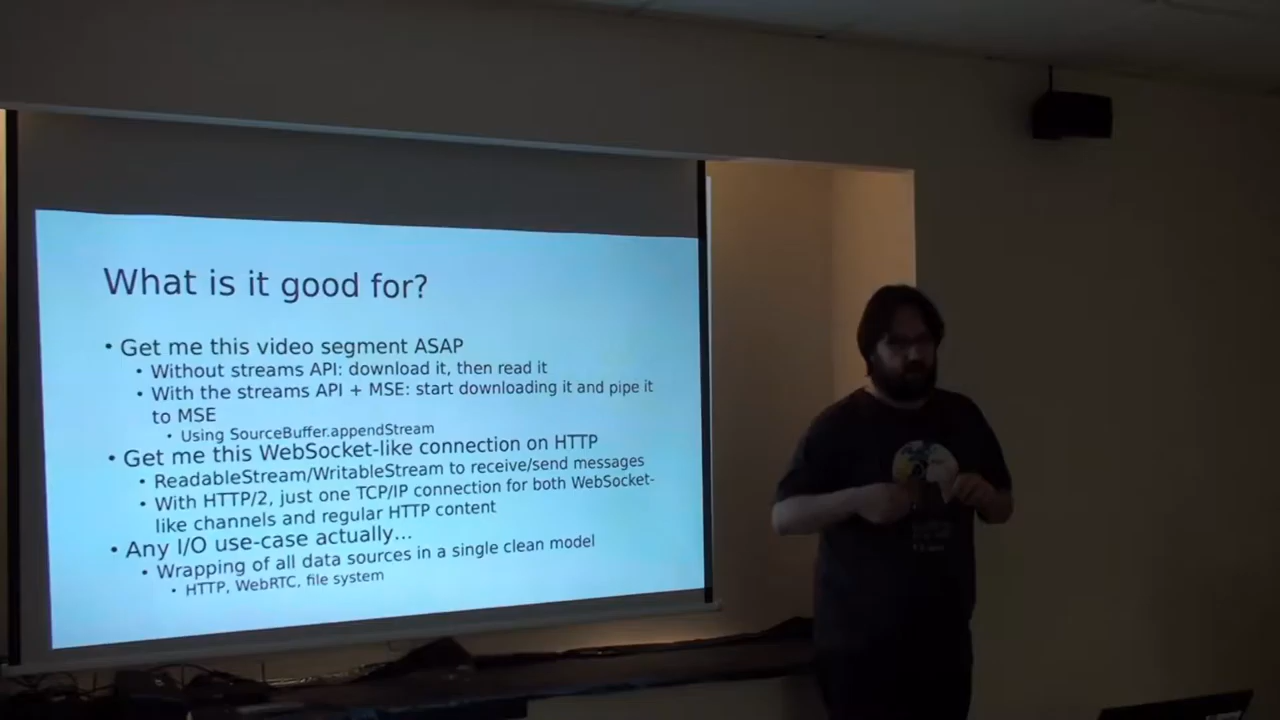 What is it good for?
• Get me this video segment ASAP
• Without streams API: download it, then read it
• With the streams API + MSE: start downloading it and pipe it
to MSE
• Using SourceBuffer.appendStream
• Get me this WebSocket-like connection on HTTP
• ReadableStream/WritableStream to receive/send messages
• With HTTP/2, just one TCP/IP connection for both WebSocket-
like channels and regular HTTP content
• Any I/O use-case actually...
• Wrapping of all data sources in a single clean model
• HTTP, WebRTC, file system